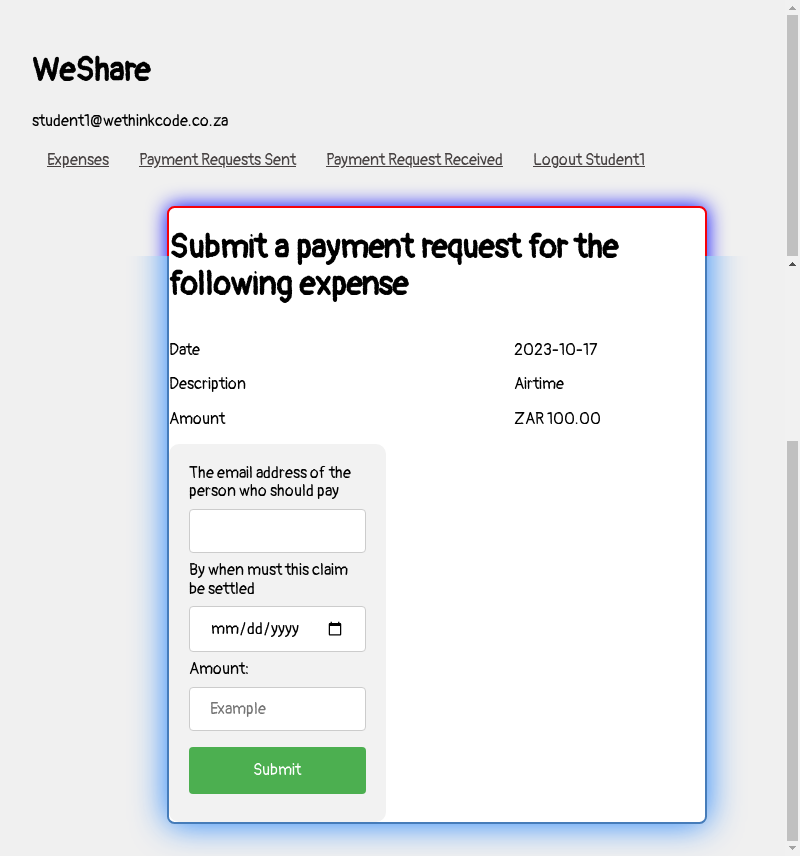 WeShare
student1@wethinkcode.co.za
Expenses Payment Requests Sent Payment Request Received Logout Student1
Submit a payment request for the
following expense
Date 2023-10-17
Description Airtime
Amount ZAR 100.00
The email address of the
person who should pay
By when must this claim
be settled
mm/dd/yyyy
Amount:
Example
Submit